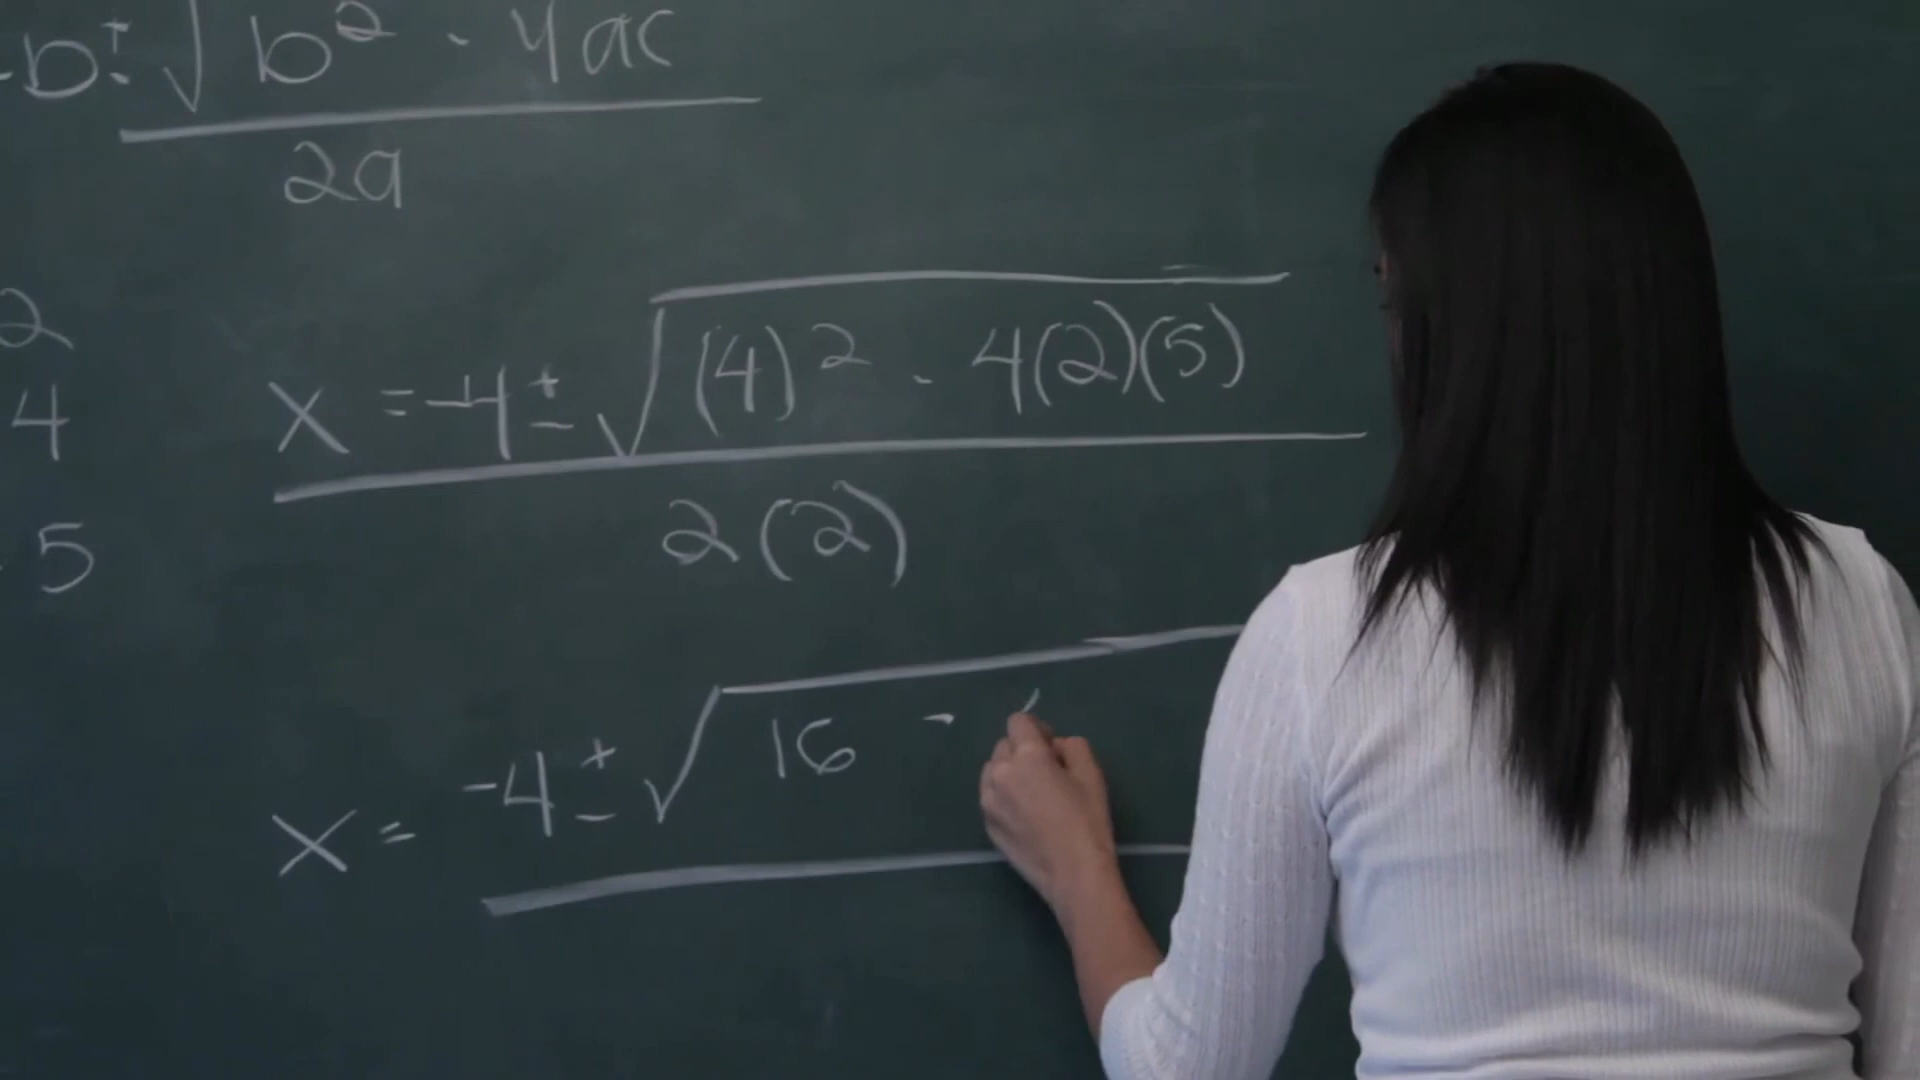 -b ± √ b² - 4ac
2a
2
4
5
x = -4 ± √ (4)² - 4(2)(5)
2(2)
x = -4 ± √ 16 -